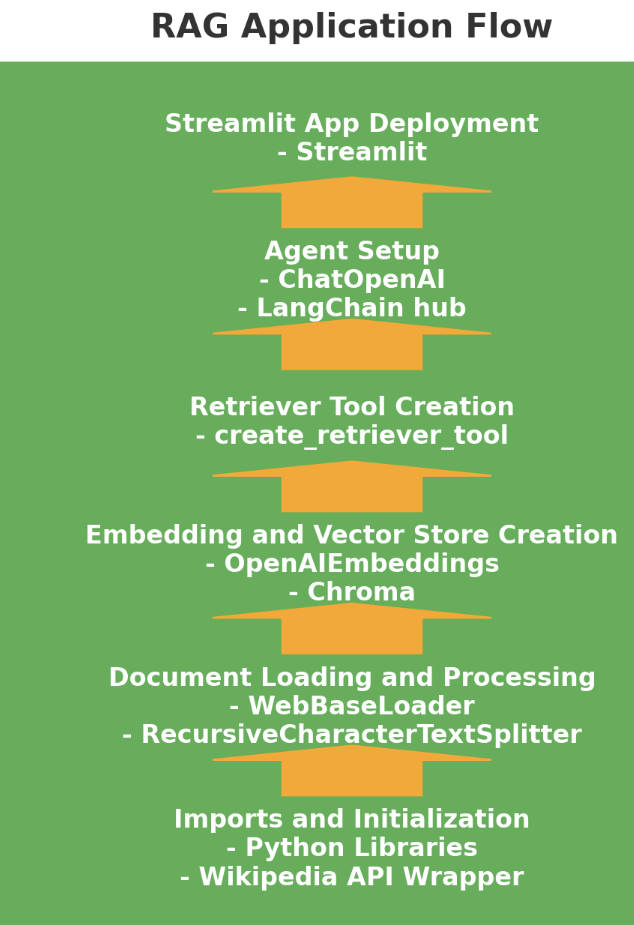 RAG Application Flow
Streamlit App Deployment
- Streamlit
Agent Setup
- ChatOpenAI
- LangChain hub
Retriever Tool Creation
- create_retriever_tool
Embedding and Vector Store Creation
- OpenAIEmbeddings
- Chroma
Document Loading and Processing
- WebBaseLoader
- RecursiveCharacterTextSplitter
Imports and Initialization
- Python Libraries
- Wikipedia API Wrapper